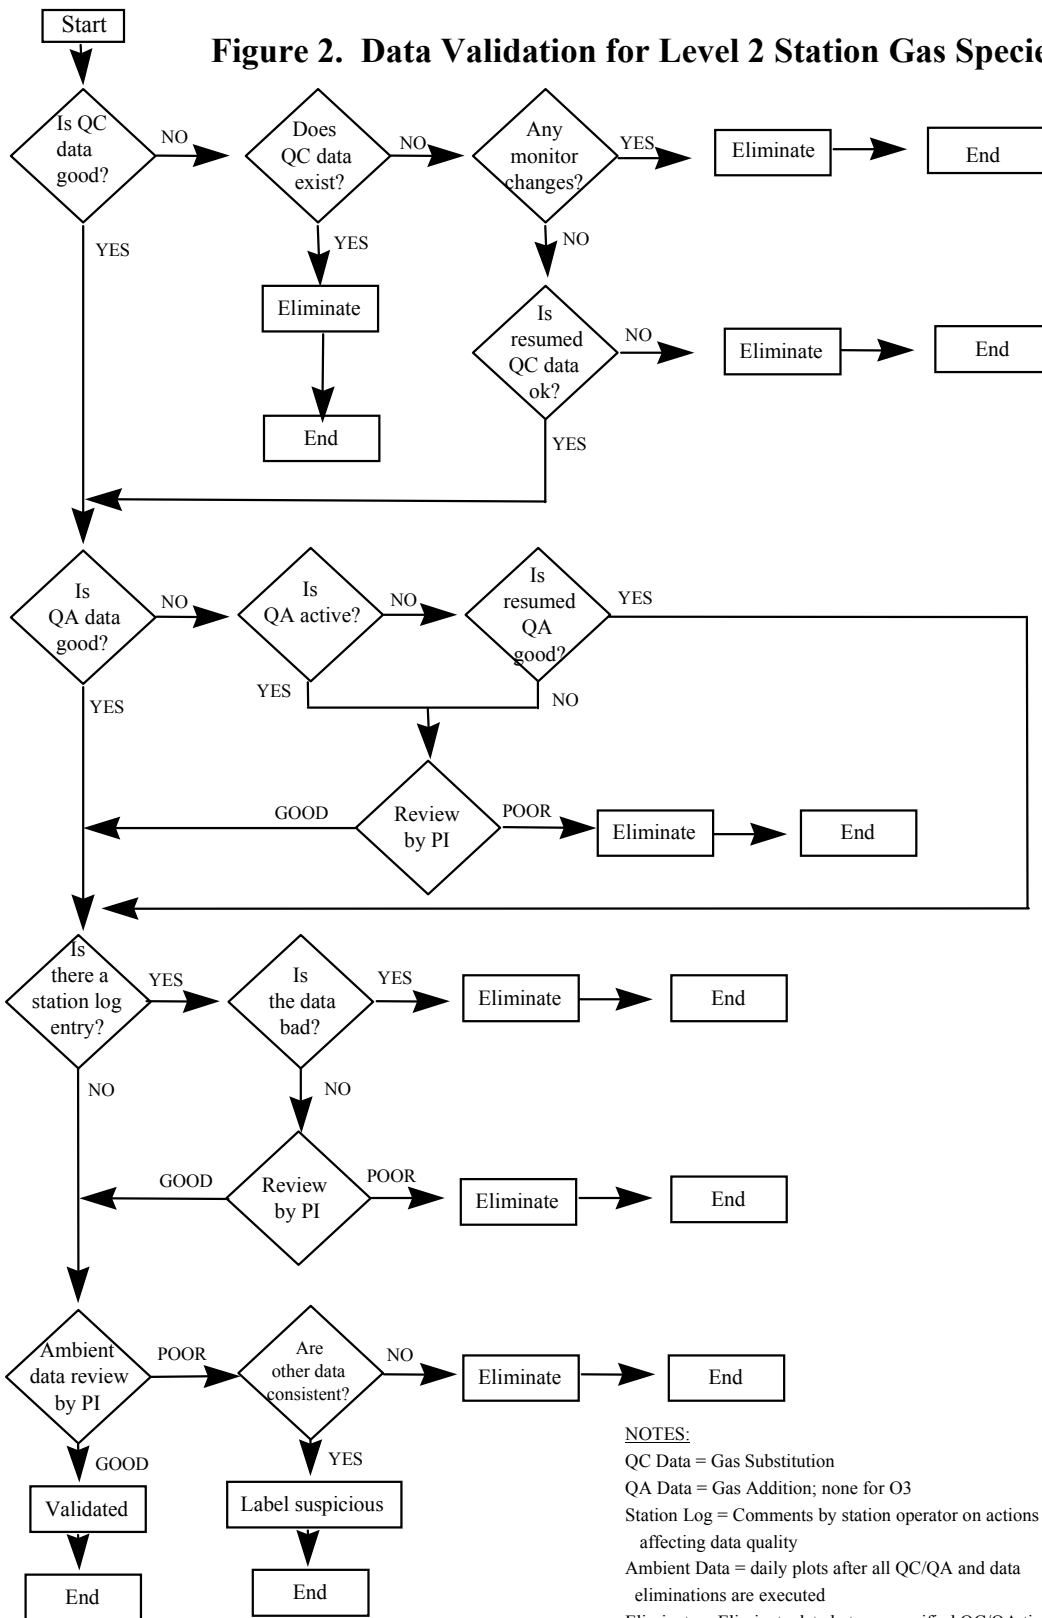 Start
Figure 2.  Data Validation for Level 2 Station Gas Specie
Is QC
data
good?
NO
Does
QC data
exist?
NO
Any
monitor
changes?
YES
Eliminate
End
YES
YES
NO
Eliminate
Is
resumed
QC data
ok?
NO
Eliminate
End
End
YES
Is
QA data
good?
NO
Is
QA active?
NO
Is
resumed
QA
good?
YES
YES
YES
NO
GOOD
Review
by PI
POOR
Eliminate
End
Is
there a
station log
entry?
YES
Is
the data
bad?
YES
Eliminate
End
NO
NO
GOOD
Review
by PI
POOR
Eliminate
End
Ambient
data review
by PI
POOR
Are
other data
consistent?
NO
Eliminate
End
GOOD
YES
Validated
Label suspicious
End
End
NOTES:
QC Data = Gas Substitution
QA Data = Gas Addition; none for O3
Station Log = Comments by station operator on actions
affecting data quality
Ambient Data = daily plots after all QC/QA and data
eliminations are executed